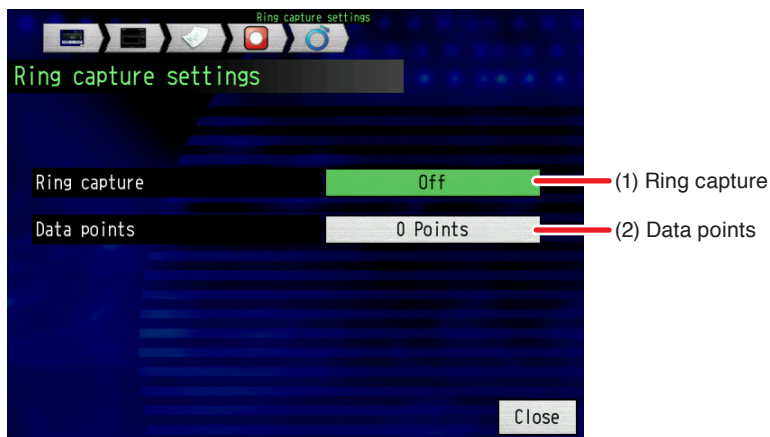 Ring capture settings
Ring capture settings
Ring capture Off (1) Ring capture
Data points 0 Points (2) Data points
Close